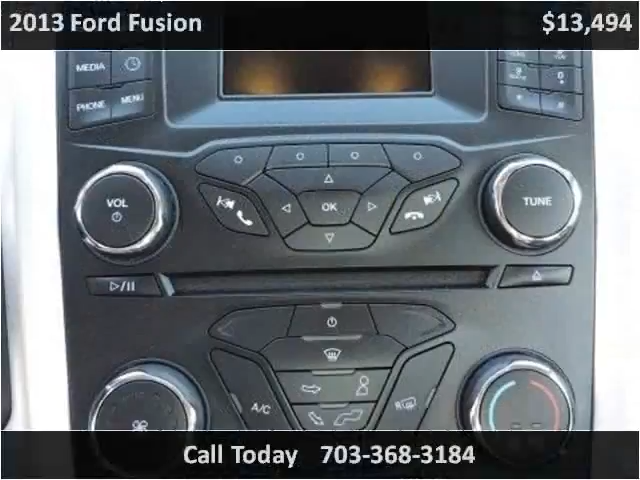 2013 Ford Fusion $13,494
MEDIA
PHONE MENU
*
#
VOL
OK
TUNE
A/C
R
Call Today 703-368-3184